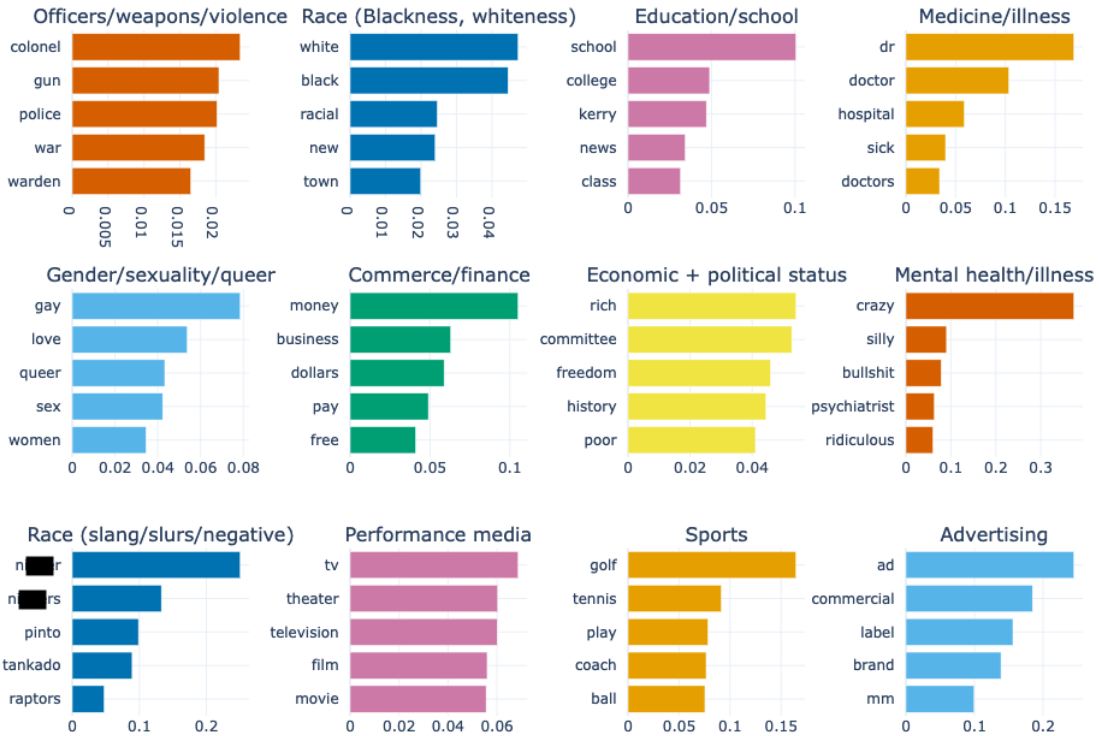 Officers/weapons/violence
colonel
gun
police
war
warden
0 0.005 0.01 0.015 0.02
Race (Blackness, whiteness)
white
black
racial
new
town
0 0.01 0.02 0.03 0.04
Education/school
school
college
kerry
news
class
0 0.05 0.1
Medicine/illness
dr
doctor
hospital
sick
doctors
0 0.05 0.1 0.15
Gender/sexuality/queer
gay
love
queer
sex
women
0 0.02 0.04 0.06 0.08
Commerce/finance
money
business
dollars
pay
free
0 0.05 0.1
Economic + political status
rich
committee
freedom
history
poor
0 0.02 0.04
Mental health/illness
crazy
silly
bullshit
psychiatrist
ridiculous
0 0.1 0.2 0.3
Race (slang/slurs/negative)
pinto
tankado
raptors
0 0.1 0.2
Performance media
tv
theater
television
film
movie
0 0.02 0.04 0.06
Sports
golf
tennis
play
coach
ball
0 0.05 0.1 0.15
Advertising
ad
commercial
label
brand
mm
0 0.1 0.2